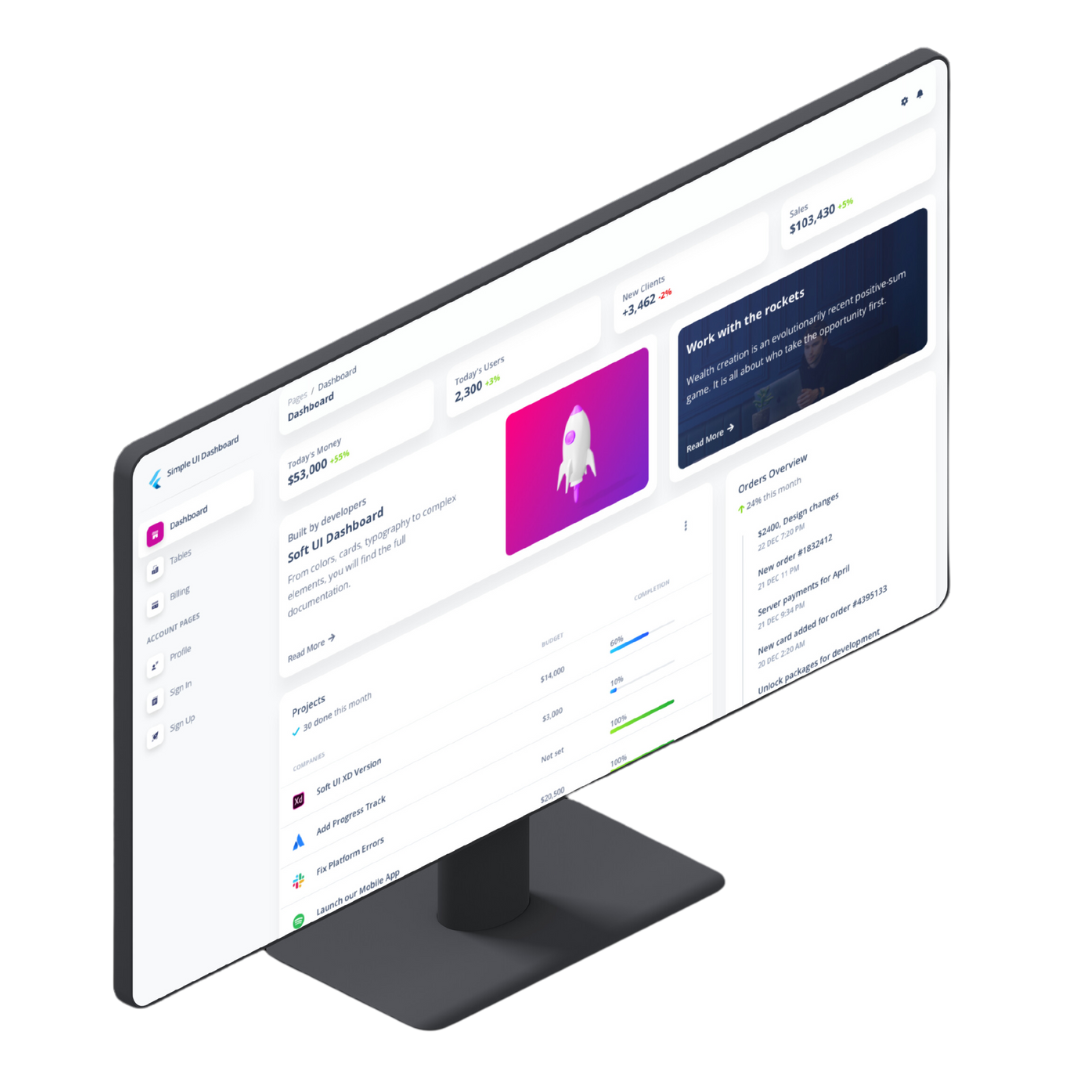 Simple UI Dashboard
Dashboard
Tables
Billing
ACCOUNT PAGES
Profile
Sign In
Sign Up
Pages / Dashboard
Dashboard
Today's Money
$53,000 +55%
Today's Users
2,300 +3%
New Clients
+3,462 -2%
Sales
$103,430 +5%
Built by developers
Soft UI Dashboard
From colors, cards, typography to complex
elements, you will find the full
documentation.
Read More
Work with the rockets
Wealth creation is an evolutionarily recent positive-sum
game. It is all about who take the opportunity first.
Read More
Projects
30 done this month
COMPANIES BUDGET COMPLETION
Xd Soft UI XD Version $14,000 60%
Add Progress Track $3,000 10%
Fix Platform Errors Not set 100%
Launch our Mobile App $20,500 100%
Orders Overview
24% this month
$2400, Design changes
22 DEC 7:20 PM
New order #1832412
21 DEC 11 PM
Server payments for April
21 DEC 9:34 PM
New card added for order #4395133
20 DEC 2:20 AM
Unlock packages for development